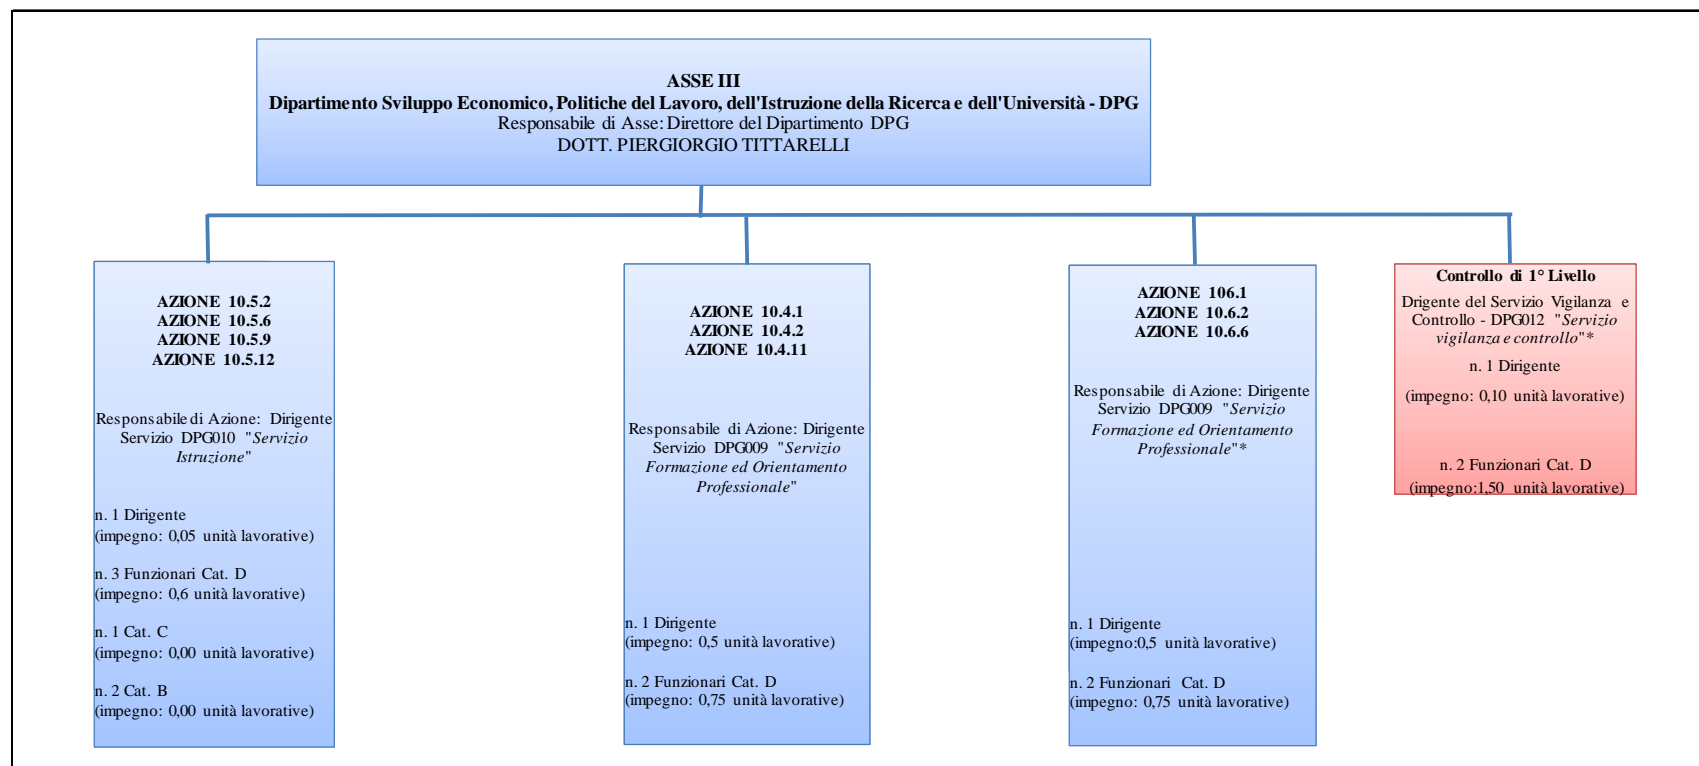 ASSE III
Dipartimento Sviluppo Economico, Politiche del Lavoro, dell'Istruzione della Ricerca e dell'Università - DPG
Responsabile di Asse: Direttore del Dipartimento DPG
DOTT. PIERGIORGIO TITTARELLI
AZIONE 10.5.2
AZIONE 10.5.6
AZIONE 10.5.9
AZIONE 10.5.12
Responsabile di Azione: Dirigente
Servizio DPG010 "Servizio
Istruzione"
n. 1 Dirigente
(impegno: 0,05 unità lavorative)
n. 3 Funzionari Cat. D
(impegno: 0,6 unità lavorative)
n. 1 Cat. C
(impegno: 0,00 unità lavorative)
n. 2 Cat. B
(impegno: 0,00 unità lavorative)
AZIONE 10.4.1
AZIONE 10.4.2
AZIONE 10.4.11
Responsabile di Azione: Dirigente
Servizio DPG009 "Servizio
Formazione ed Orientamento
Professionale"
n. 1 Dirigente
(impegno: 0,5 unità lavorative)
n. 2 Funzionari Cat. D
(impegno: 0,75 unità lavorative)
AZIONE 106.1
AZIONE 10.6.2
AZIONE 10.6.6
Responsabile di Azione: Dirigente
Servizio DPG009 "Servizio
Formazione ed Orientamento
Professionale"*
n. 1 Dirigente
(impegno:0,5 unità lavorative)
n. 2 Funzionari Cat. D
(impegno: 0,75 unità lavorative)
Controllo di 1° Livello
Drigente del Servizio Vigilanza e
Controllo - DPG012 "Servizio
vigilanza e controllo"*
n. 1 Dirigente
(impegno: 0,10 unità lavorative)
n. 2 Funzionari Cat. D
(impegno:1,50 unità lavorative)